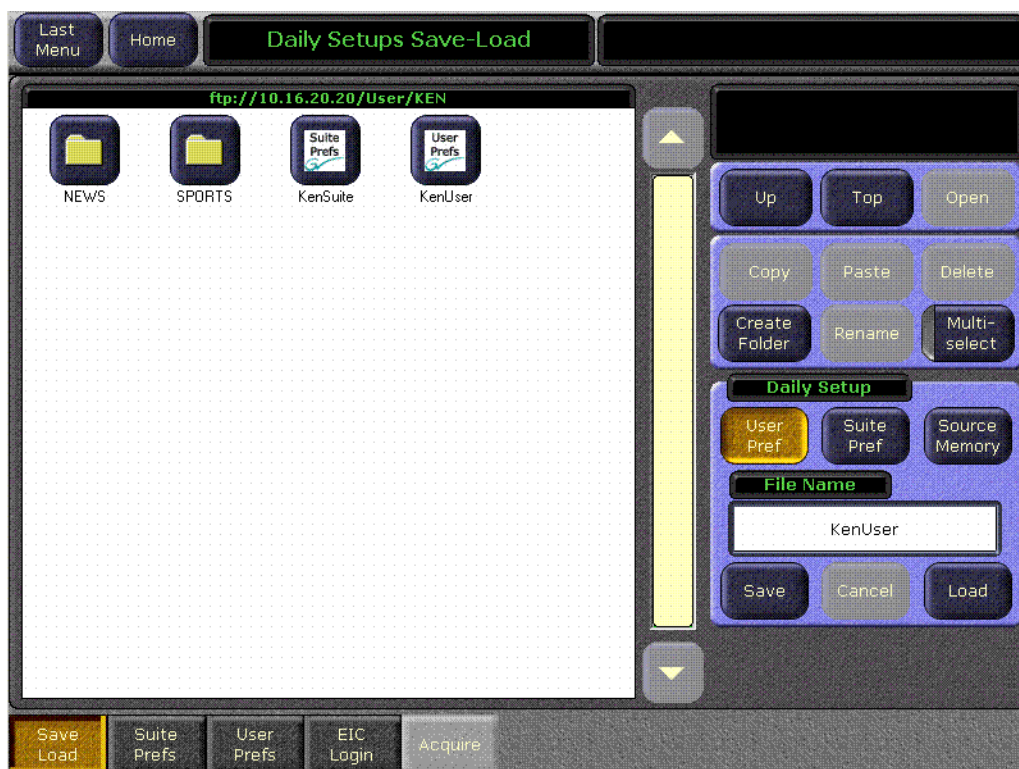 Last
Menu
Home
Daily Setups Save-Load
ftp://10.16.20.20/User/KEN
Suite
Prefs
User
Prefs
NEWS
SPORTS
KenSuite
KenUser
Up
Top
Open
Copy
Paste
Delete
Create
Folder
Rename
Multi-
select
Daily Setup
User
Pref
Suite
Pref
Source
Memory
File Name
KenUser
Save
Cancel
Load
Save
Load
Suite
Prefs
User
Prefs
EIC
Login
Acquire